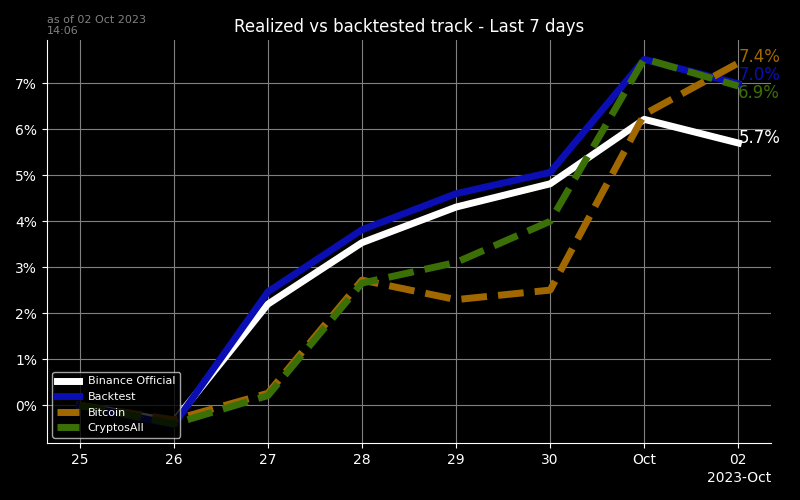 as of 02 Oct 2023
14:06
Realized vs backtested track - Last 7 days
7.4%
7.0%
6.9%
5.7%
7%
6%
5%
4%
3%
2%
1%
0%
Binance Official
Backtest
Bitcoin
CryptosAll
25 26 27 28 29 30 Oct 02
2023-Oct